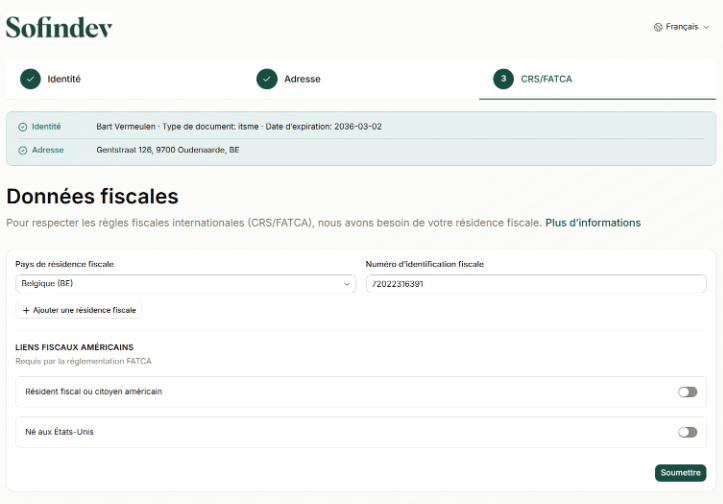 Sofindev
Français
Identité
Adresse
3 CRS/FATCA
Identité Bart Vermeulen · Type de document: itsme · Date d'expiration: 2036-03-02
Adresse Gentstraat 126, 9700 Oudenaarde, BE
Données fiscales
Pour respecter les règles fiscales internationales (CRS/FATCA), nous avons besoin de votre résidence fiscale. Plus d'informations
Pays de résidence fiscale
Belgique (BE)
Numéro d'identification fiscale
72022316391
+ Ajouter une résidence fiscale
LIENS FISCAUX AMÉRICAINS
Requis par la réglementation FATCA
Résident fiscal ou citoyen américain
Né aux États-Unis
Soumettre